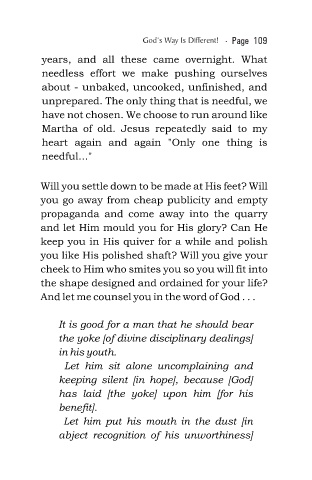 God's Way Is Different! · Page 109
years, and all these came overnight. What
needless effort we make pushing ourselves
about - unbaked, uncooked, unfinished, and
unprepared. The only thing that is needful, we
have not chosen. We choose to run around like
Martha of old. Jesus repeatedly said to my
heart again and again "Only one thing is
needful..."
Will you settle down to be made at His feet? Will
you go away from cheap publicity and empty
propaganda and come away into the quarry
and let Him mould you for His glory? Can He
keep you in His quiver for a while and polish
you like His polished shaft? Will you give your
cheek to Him who smites you so you will fit into
the shape designed and ordained for your life?
And let me counsel you in the word of God . . .
It is good for a man that he should bear
the yoke [of divine disciplinary dealings]
in his youth.
Let him sit alone uncomplaining and
keeping silent [in hope], because [God]
has laid [the yoke] upon him [for his
benefit].
Let him put his mouth in the dust [in
abject recognition of his unworthiness]